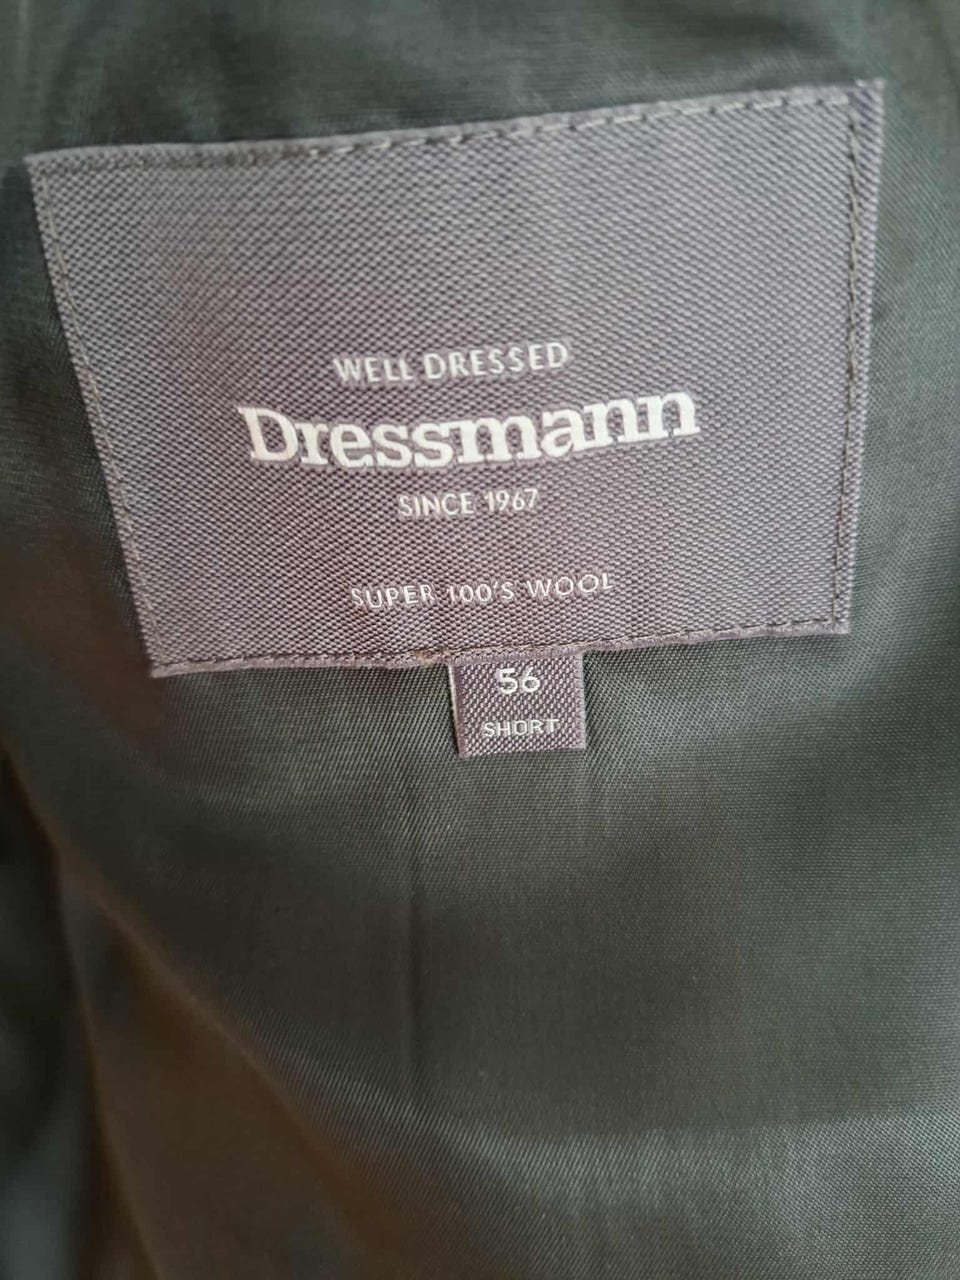 WELL DRESSED
Dressmann
SINCE 1967
SUPER 100'S WOOL
56
SHORT